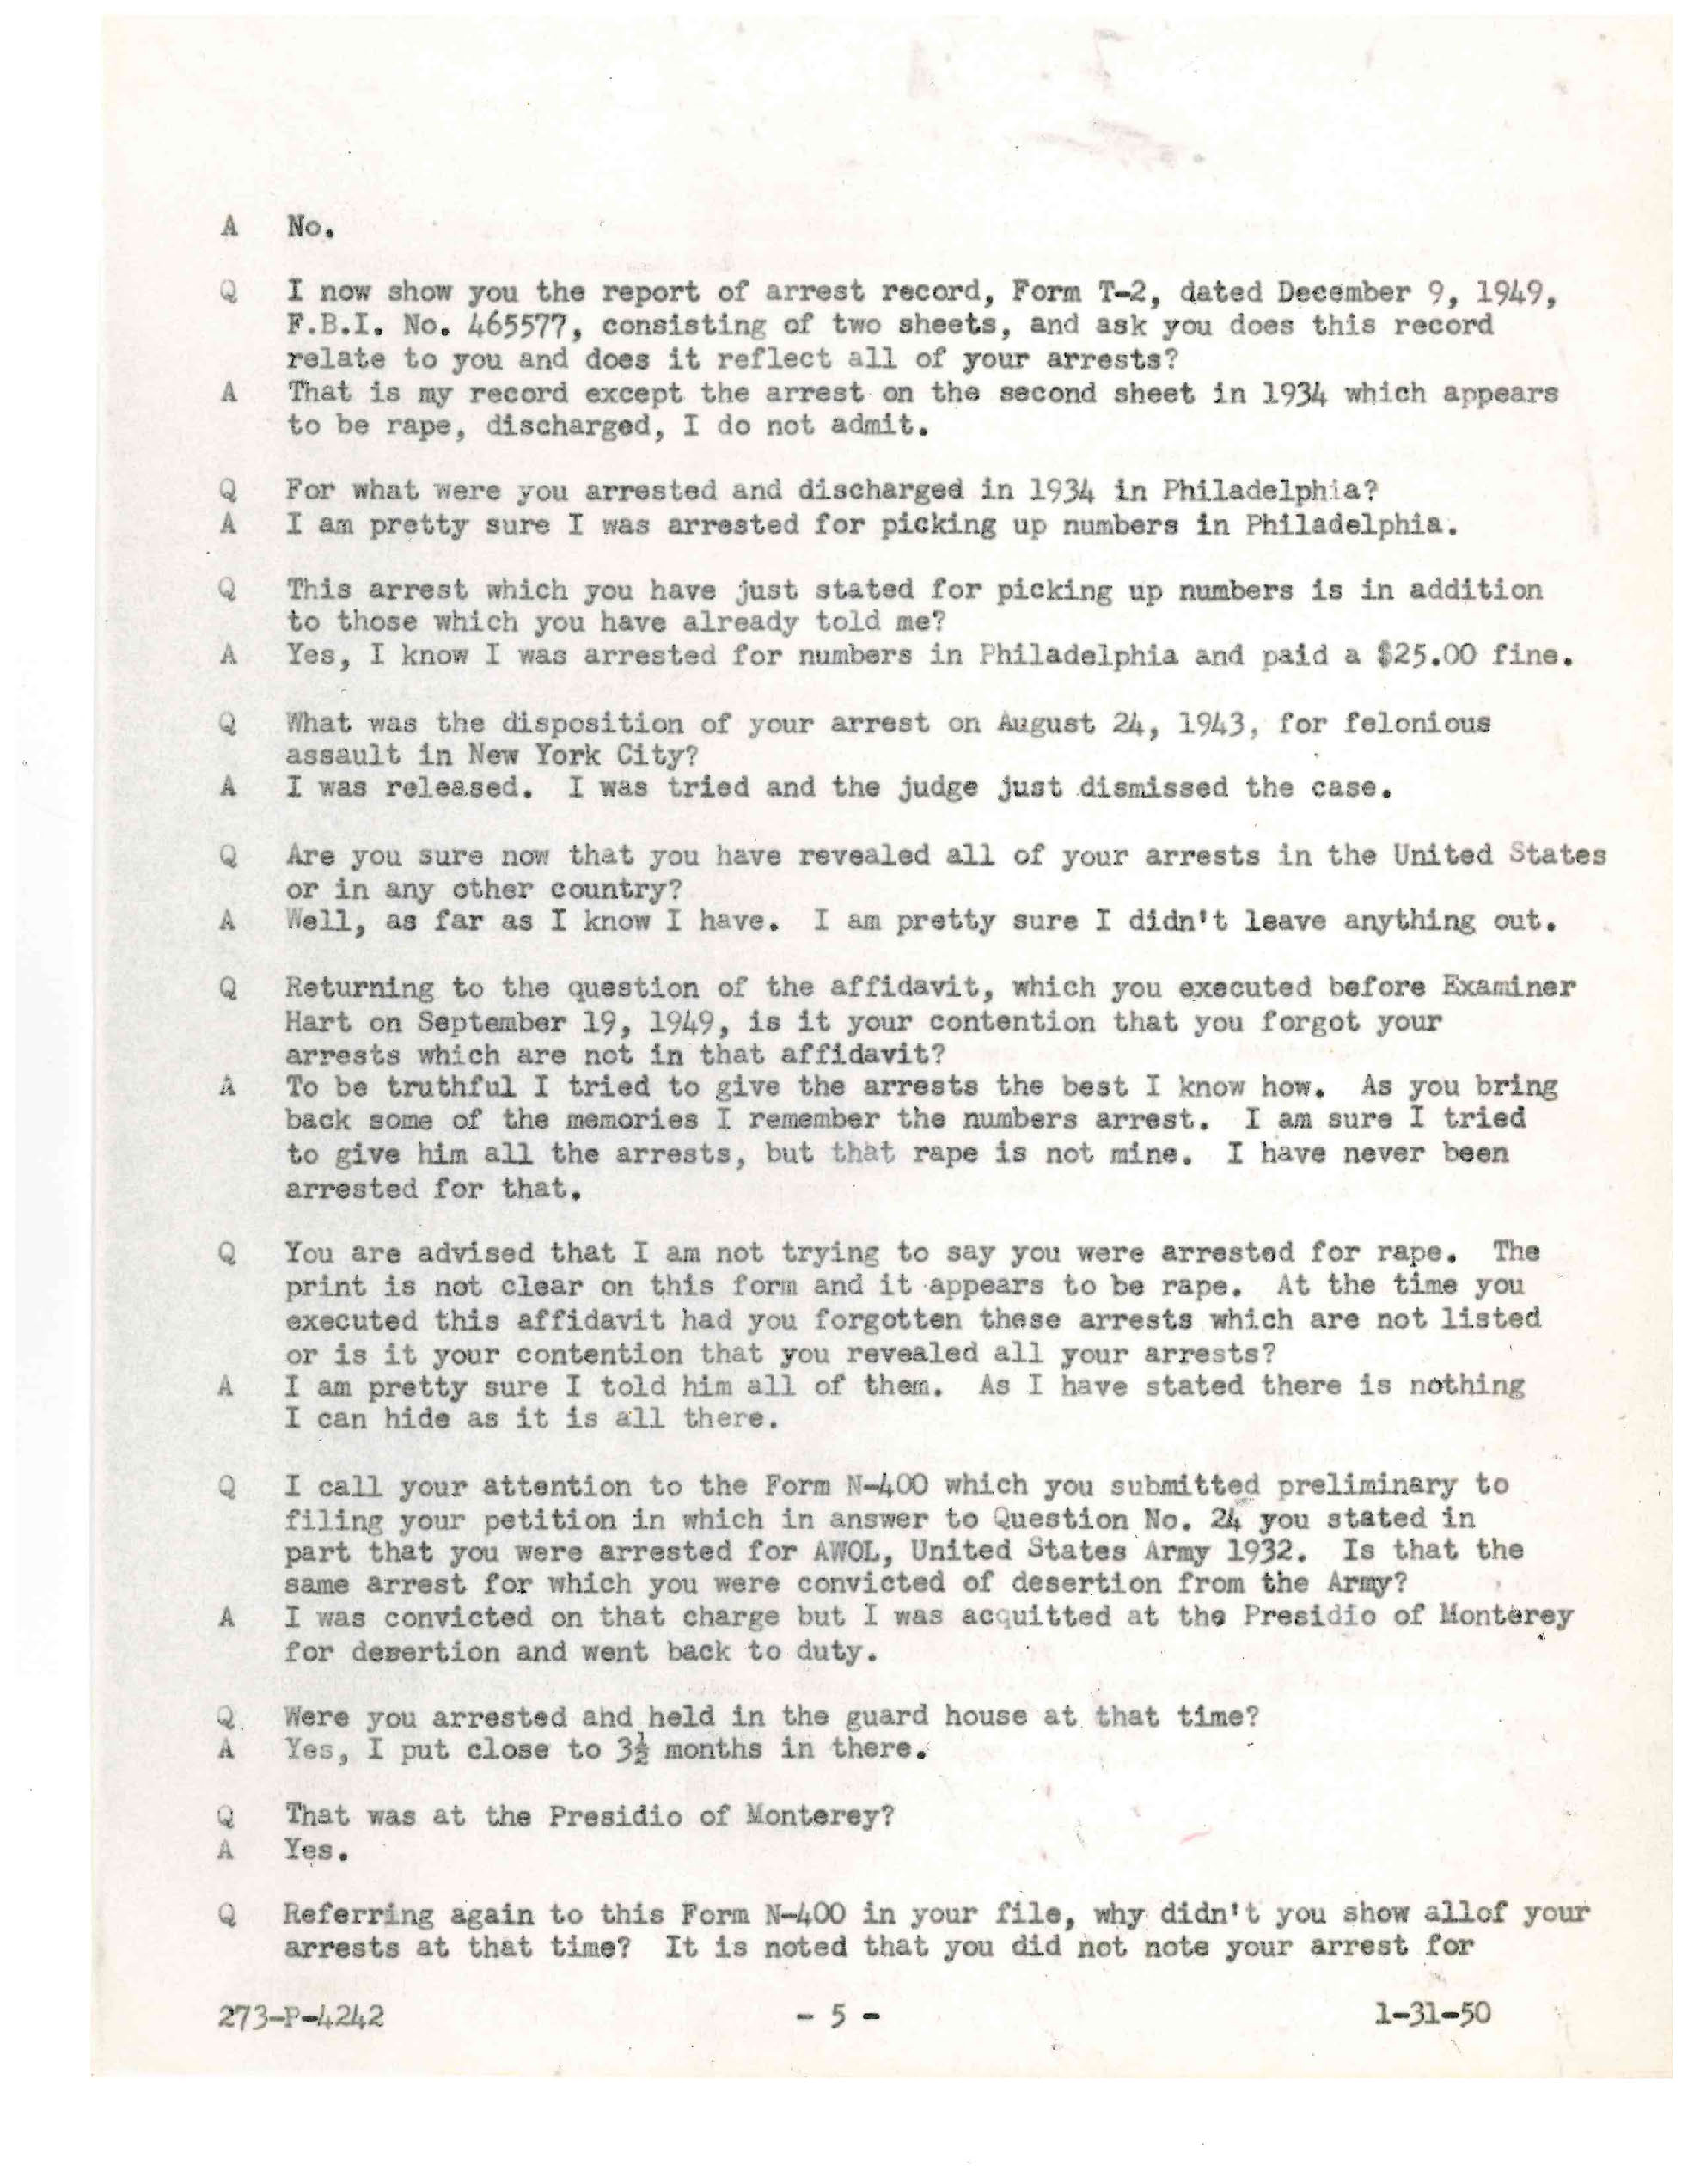 A No.
Q I now show you the report of arrest record, Form T-2, dated December 9, 1949,
F.B.I. No. 465577, consisting of two sheets, and ask you does this record
relate to you and does it reflect all of your arrests?
A That is my record except the arrest on the second sheet in 1934 which appears
to be rape, discharged, I do not admit.
Q For what were you arrested and discharged in 1934 in Philadelphia?
A I am pretty sure I was arrested for picking up numbers in Philadelphia.
Q This arrest which you have just stated for picking up numbers is in addition
to those which you have already told me?
A Yes, I know I was arrested for numbers in Philadelphia and paid a $25.00 fine.
Q What was the disposition of your arrest on August 24, 1943, for felonious
assault in New York City?
A I was released. I was tried and the judge just dismissed the case.
Q Are you sure now that you have revealed all of your arrests in the United States
or in any other country?
A Well, as far as I know I have. I am pretty sure I didn't leave anything out.
Q Returning to the question of the affidavit, which you executed before Examiner
Hart on September 19, 1949, is it your contention that you forgot your
arrests which are not in that affidavit?
A To be truthful I tried to give the arrests the best I know how. As you bring
back some of the memories I remember the numbers arrest. I am sure I tried
to give him all the arrests, but that rape is not mine. I have never been
arrested for that.
Q You are advised that I am not trying to say you were arrested for rape. The
print is not clear on this form and it appears to be rape. At the time you
executed this affidavit had you forgotten these arrests which are not listed
or is it your contention that you revealed all your arrests?
A I am pretty sure I told him all of them. As I have stated there is nothing
I can hide as it is all there.
Q I call your attention to the Form N-400 which you submitted preliminary to
filing your petition in which in answer to Question No. 24 you stated in
part that you were arrested for AWOL, United States Army 1932. Is that the
same arrest for which you were convicted of desertion from the Army?
A I was convicted on that charge but I was acquitted at the Presidio of Monterey
for desertion and went back to duty.
Q. Were you arrested ahd held in the guard house at that time?
A Yes, I put close to 3½ months in there.
Q That was at the Presidio of Monterey?
A Yes.
Q Referring again to this Form N-400 in your file, why didn't you show allof your
arrests at that time? It is noted that you did not note your arrest for
273-P-4242 - 5 - 1-31-50